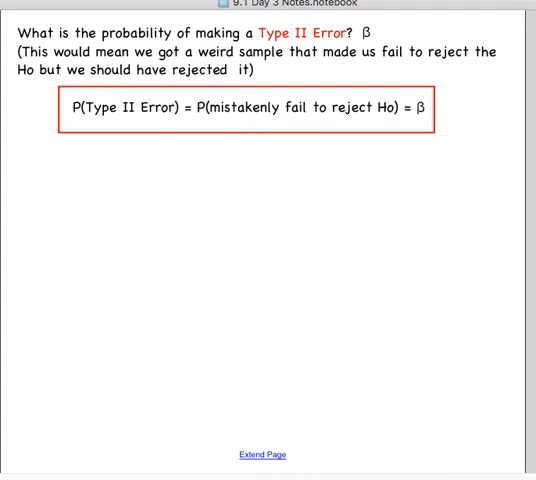 9.1 Day 3 Notes.notebook
What is the probability of making a Type II Error? β
(This would mean we got a weird sample that made us fail to reject the
Ho but we should have rejected it)
P(Type II Error) = P(mistakenly fail to reject Ho) = β
Extend Page